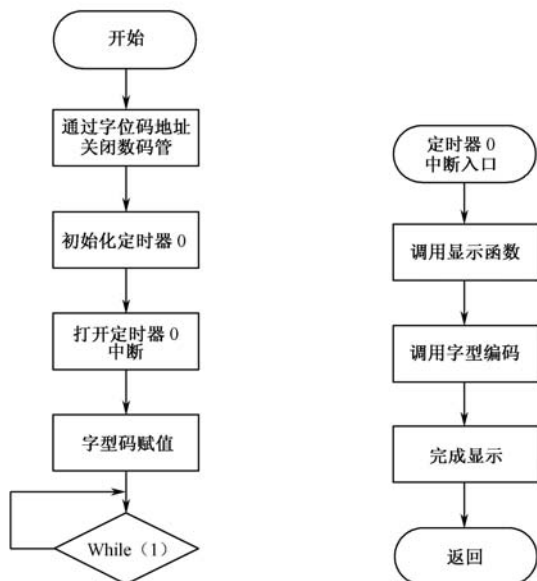 开始
通过字位码地址
关闭数码管
初始化定时器 0
打开定时器 0
中断
字型码赋值
While（1）
定时器 0
中断入口
调用显示函数
调用字型编码
完成显示
返回